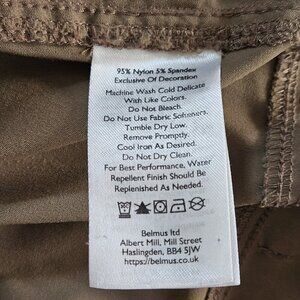 95% Nylon 5% Spandex
Exclusive Of Decoration
Machine Wash Cold Delicate
With Like Colors.
Do Not Bleach.
Do Not Use Fabric Softeners.
Tumble Dry Low.
Remove Promptly.
Cool Iron As Desired.
Do Not Dry Clean.
For Best Performance, Water
Repellent Finish Should Be
Replenished As Needed.
Belmus ltd
Albert Mill, Mill Street
Haslingden, BB4 5JW
https://belmus.co.uk